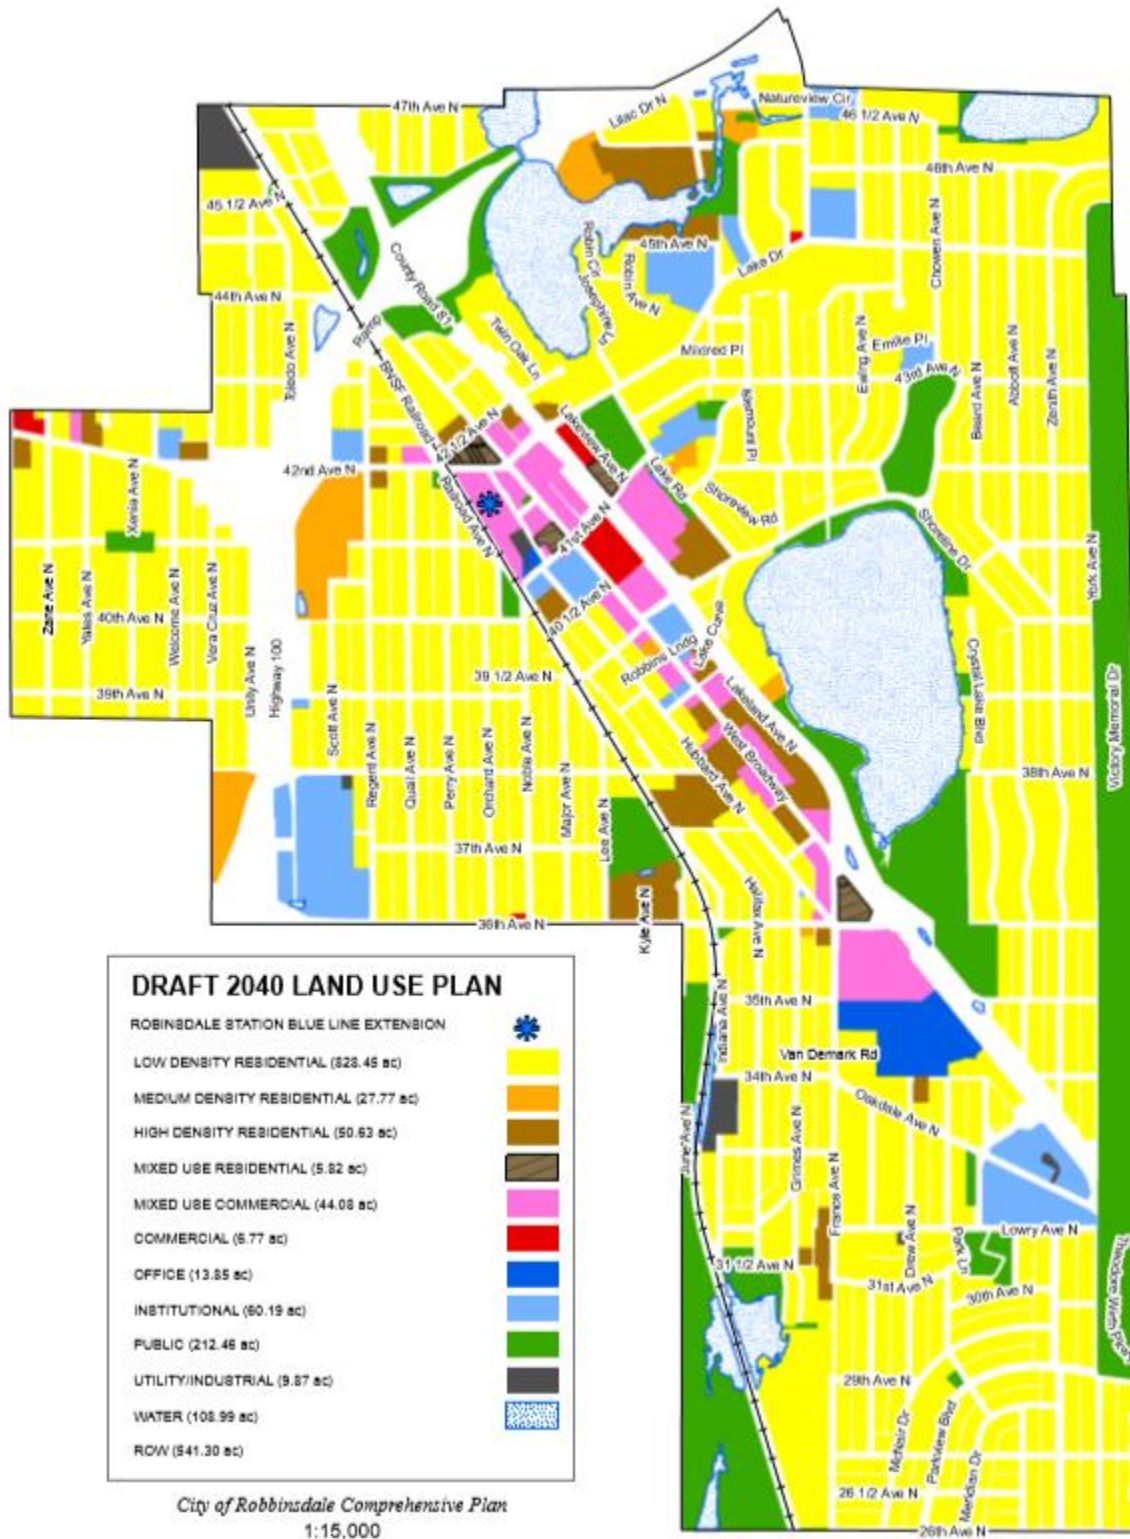 47th Ave N
Lilac Dr N
Natureview Cir
46 1/2 Ave N
46th Ave N
45 1/2 Ave N
Chowen Ave N
Robin Cir
45th Ave N
Lake Dr
County Road 81
Robin Ave N
Josephine Ln
44th Ave N
Ramp
Toledo Ave N
Twin Oak Ln
Mildred Pl
Ewing Ave N
Emilie Pl
43rd Ave N
BNSF Railroad
Abbott Ave N
Zenith Ave N
Beard Ave N
Lakeview Ave N
42 1/2 Ave N
42nd Ave N
Lake Rd
Shoreview Rd
Xenia Ave N
Railroad Ave N
41st Ave N
Shoreline Dr
York Ave N
Zane Ave N
Yates Ave N
Welcome Ave N
Vera Cruz Ave N
40th Ave N
40 1/2 Ave N
Lake Curve
Robbins Lndg
Crystal Lake Blvd
39th Ave N
Unity Ave N
Highway 100
39 1/2 Ave N
Scott Ave N
Lakeland Ave N
West Broadway
Hubbard Ave N
Victory Memorial Dr
Regent Ave N
Quail Ave N
Perry Ave N
Orchard Ave N
Noble Ave N
Major Ave N
Lee Ave N
38th Ave N
37th Ave N
Halifax Ave N
Kyle Ave N
36th Ave N
35th Ave N
Indiana Ave N
Van Demark Rd
34th Ave N
Oakdale Ave N
June Ave N
Grimes Ave N
France Ave N
Drew Ave N
Park Ln
Lowry Ave N
31 1/2 Ave N
31st Ave N
30th Ave N
29th Ave N
McNair Dr
Parkview Blvd
Meridian Dr
26 1/2 Ave N
26th Ave N
DRAFT 2040 LAND USE PLAN
ROBINSDALE STATION BLUE LINE EXTENSION
LOW DENSITY RESIDENTIAL (828.45 ac)
MEDIUM DENSITY RESIDENTIAL (27.77 ac)
HIGH DENSITY RESIDENTIAL (50.63 ac)
MIXED USE RESIDENTIAL (5.82 ac)
MIXED USE COMMERCIAL (44.08 ac)
COMMERCIAL (6.77 ac)
OFFICE (13.85 ac)
INSTITUTIONAL (60.19 ac)
PUBLIC (212.46 ac)
UTILITY/INDUSTRIAL (9.87 ac)
WATER (108.99 ac)
ROW (541.30 ac)
City of Robbinsdale Comprehensive Plan
1:15,000